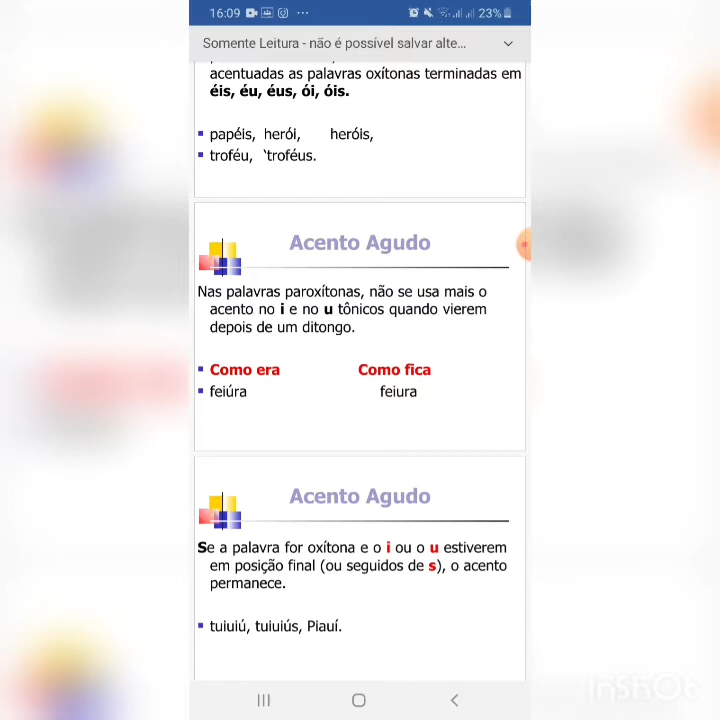 16:09 23%
Somente Leitura - não é possível salvar alte...
acentuadas as palavras oxítonas terminadas em
éis, éu, éus, ói, óis.
papéis, herói, heróis,
troféu, ‘troféus.
Acento Agudo
Nas palavras paroxítonas, não se usa mais o
acento no i e no u tônicos quando vierem
depois de um ditongo.
Como era Como fica
feiúra feiura
Acento Agudo
Se a palavra for oxítona e o i ou o u estiverem
em posição final (ou seguidos de s), o acento
permanece.
tuiuiú, tuiuiús, Piauí.
InShOt